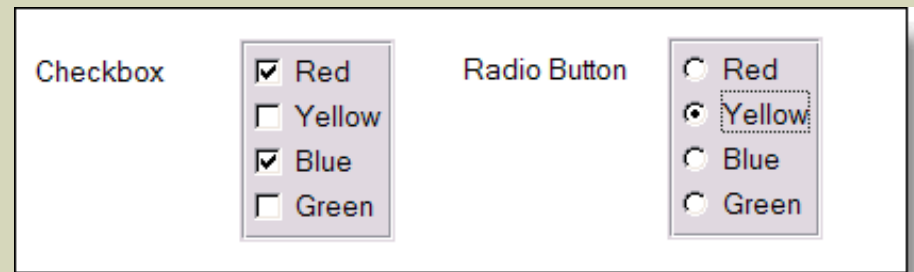 Checkbox
Red
Yellow
Blue
Green
Radio Button
Red
Yellow
Blue
Green